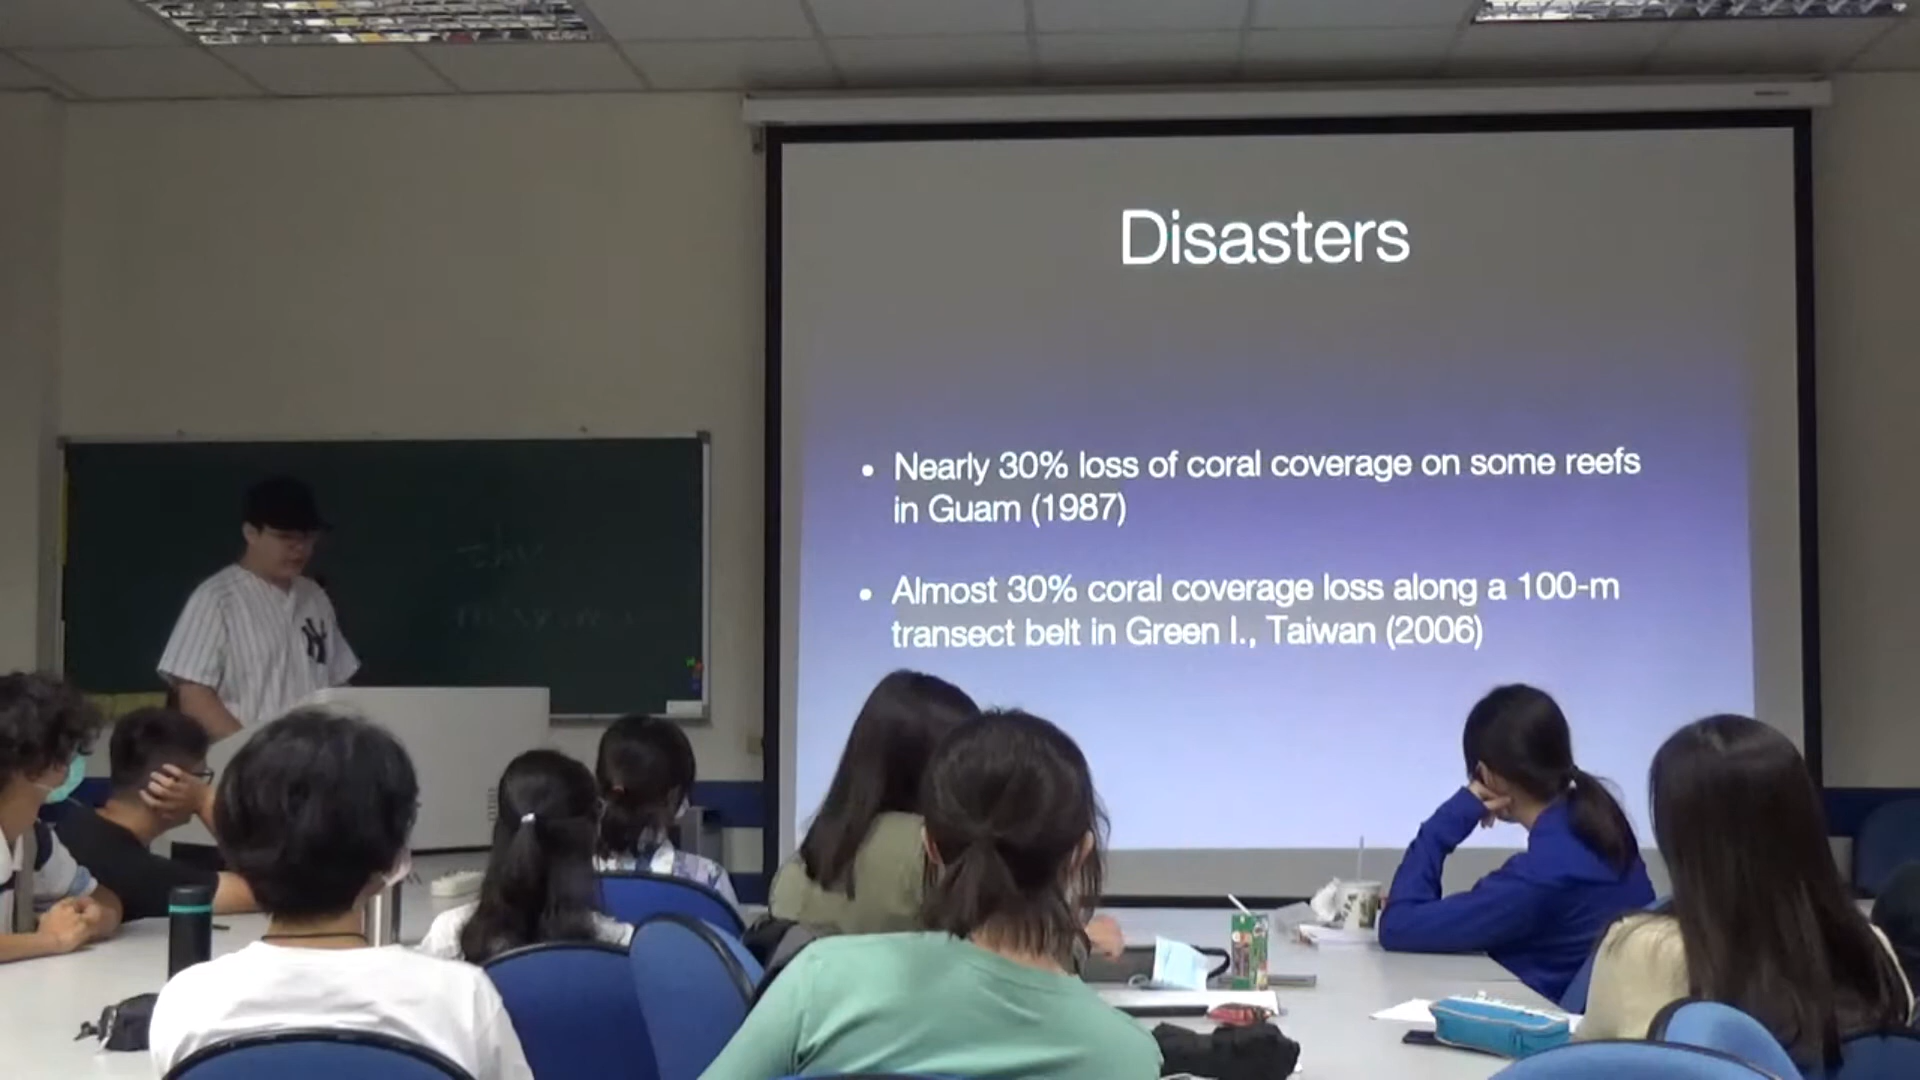 Disasters
• Nearly 30% loss of coral coverage on some reefs
in Guam (1987)
• Almost 30% coral coverage loss along a 100-m
transect belt in Green I., Taiwan (2006)
NY